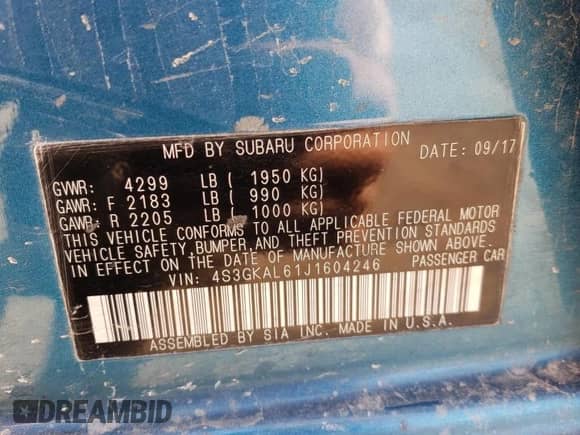 MFD BY SUBARU CORPORATION DATE: 09/17
GVWR: 4299 LB ( 1950 KG)
GAWR: F 2183 LB ( 990 KG)
GAWR: R 2205 LB ( 1000 KG)
THIS VEHICLE CONFORMS TO ALL APPLICABLE FEDERAL MOTOR
VEHICLE SAFETY, BUMPER, AND THEFT PREVENTION STANDARDS
IN EFFECT ON THE DATE OF MANUFACTURE SHOWN ABOVE.
VIN: 4S3GKAL61J1604246 PASSENGER CAR
ASSEMBLED BY SIA INC. MADE IN U.S.A.
DREAMBID